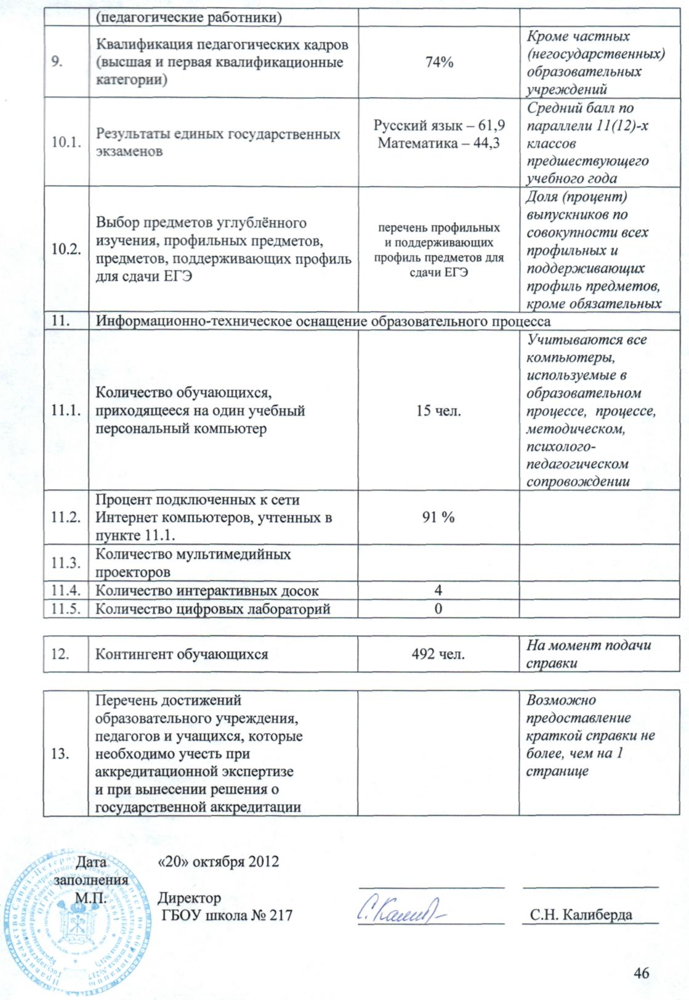 (педагогические работники)
9.
Квалификация педагогических кадров
(высшая и первая квалификационные
категории)
74%
Кроме частных
(негосударственных)
образовательных
учреждений
10.1.
Результаты единых государственных
экзаменов
Русский язык – 61,9
Математика – 44,3
Средний балл по
параллели 11(12)-х
классов
предшествующего
учебного года
10.2.
Выбор предметов углублённого
изучения, профильных предметов,
предметов, поддерживающих профиль
для сдачи ЕГЭ
перечень профильных
и поддерживающих
профиль предметов для
сдачи ЕГЭ
Доля (процент)
выпускников по
совокупности всех
профильных и
поддерживающих
профиль предметов,
кроме обязательных
11.
Информационно-техническое оснащение образовательного процесса
11.1.
Количество обучающихся,
приходящееся на один учебный
персональный компьютер
15 чел.
Учитываются все
компьютеры,
используемые в
образовательном
процессе, процессе,
методическом,
психолого-
педагогическом
сопровождении
11.2.
Процент подключенных к сети
Интернет компьютеров, учтенных в
пункте 11.1.
91 %
11.3.
Количество мультимедийных
проекторов
11.4.
Количество интерактивных досок
4
11.5.
Количество цифровых лабораторий
0
12.
Контингент обучающихся
492 чел.
На момент подачи
справки
13.
Перечень достижений
образовательного учреждения,
педагогов и учащихся, которые
необходимо учесть при
аккредитационной экспертизе
и при вынесении решения о
государственной аккредитации
Возможно
предоставление
краткой справки не
более, чем на 1
странице
Дата
заполнения
М.П.
«20» октября 2012
Директор
ГБОУ школа № 217
С.Н. Калиберда
46